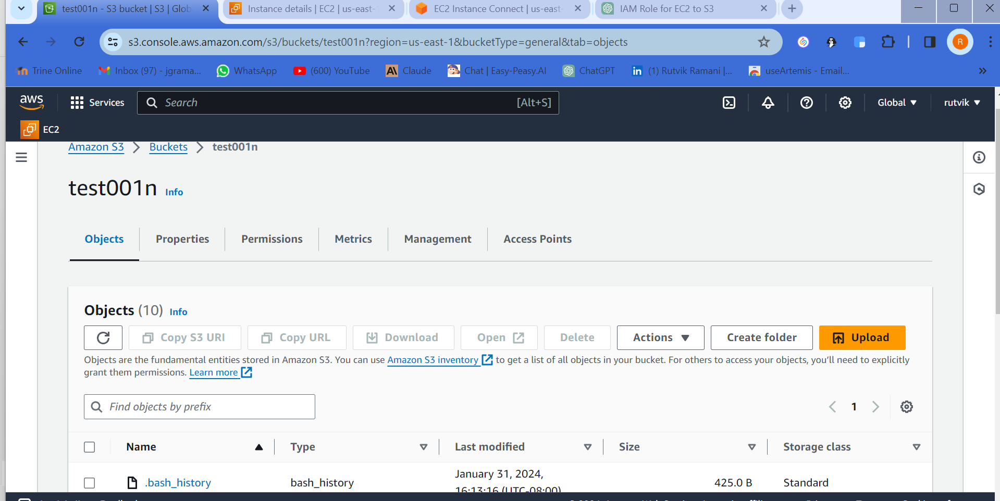 test001n - S3 bucket | S3 | Glob
Instance details | EC2 | us-east-
EC2 Instance Connect | us-east-
IAM Role for EC2 to S3
s3.console.aws.amazon.com/s3/buckets/test001n?region=us-east-1&bucketType=general&tab=objects
R
Trine Online
Inbox (97) - jgrama...
WhatsApp
(600) YouTube
Claude
Chat | Easy-Peasy.AI
ChatGPT
(1) Rutvik Ramani |...
useArtemis - Email...
aws
Services
Search
[Alt+S]
Global
rutvik
EC2
Amazon S3
Buckets
test001n
test001n Info
Objects
Properties
Permissions
Metrics
Management
Access Points
Objects (10) Info
Copy S3 URI
Copy URL
Download
Open
Delete
Actions
Create folder
Upload
Objects are the fundamental entities stored in Amazon S3. You can use Amazon S3 inventory to get a list of all objects in your bucket. For others to access your objects, you'll need to explicitly
grant them permissions. Learn more
Find objects by prefix
1
Name
Type
Last modified
Size
Storage class
.bash_history
bash_history
January 31, 2024,
16:13:16 (UTC-08:00)
425.0 B
Standard